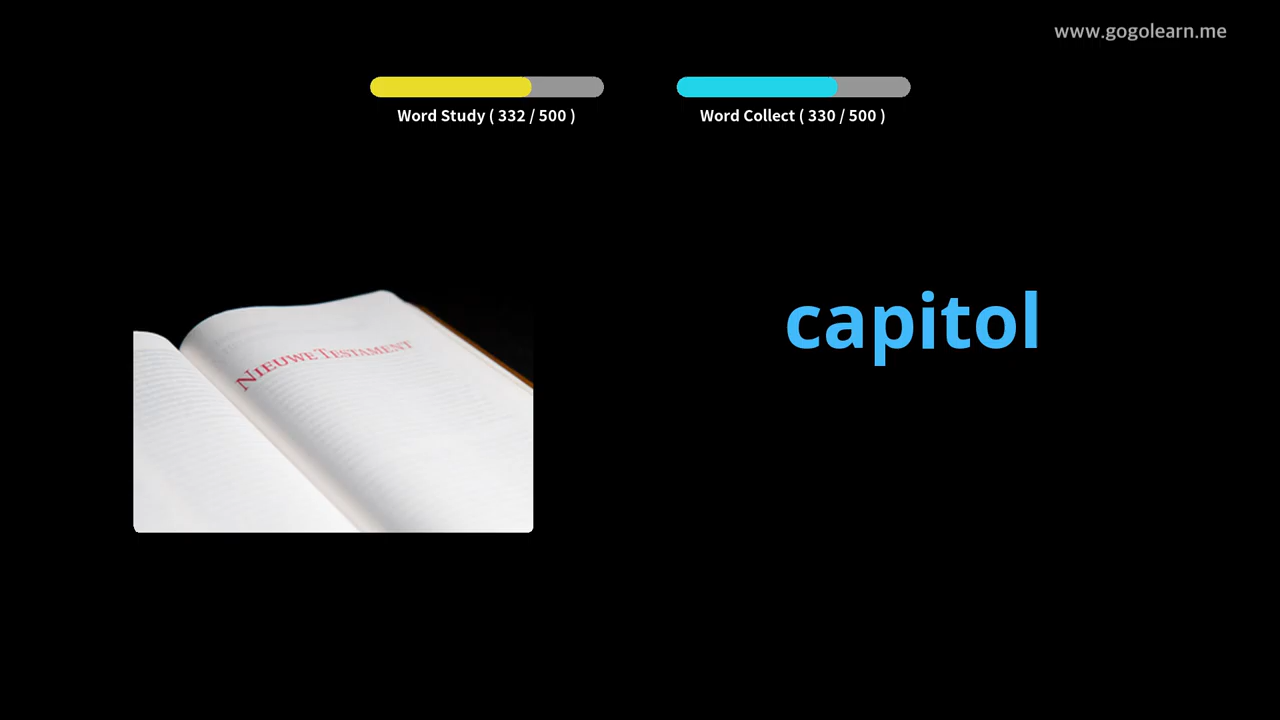 www.gogolearn.me
Word Study ( 332 / 500 )
Word Collect ( 330 / 500 )
NIEUWE TESTAMENT
capitol